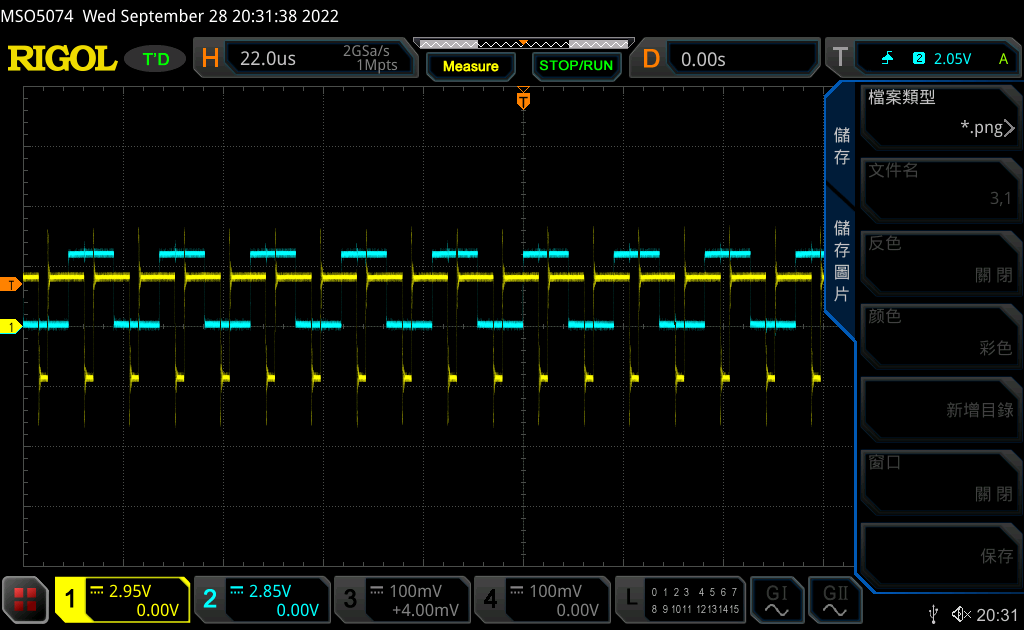 MSO5074 Wed September 28 20:31:38 2022
RIGOL
T'D
H
22.0us
2GSa/s
1Mpts
Measure
STOP/RUN
D
0.00s
T
2
2.05V
A
T
T
1
儲存
儲存圖片
檔案類型
*.png
文件名
3,1
反色
關閉
顏色
彩色
新增目錄
窗口
關閉
保存
1
2.95V
0.00V
2
2.85V
0.00V
3
100mV
+4.00mV
4
100mV
0.00V
L
0 1 2 3 4 5 6 7
8 9 10 11 12 13 14 15
GI
GII
20:31